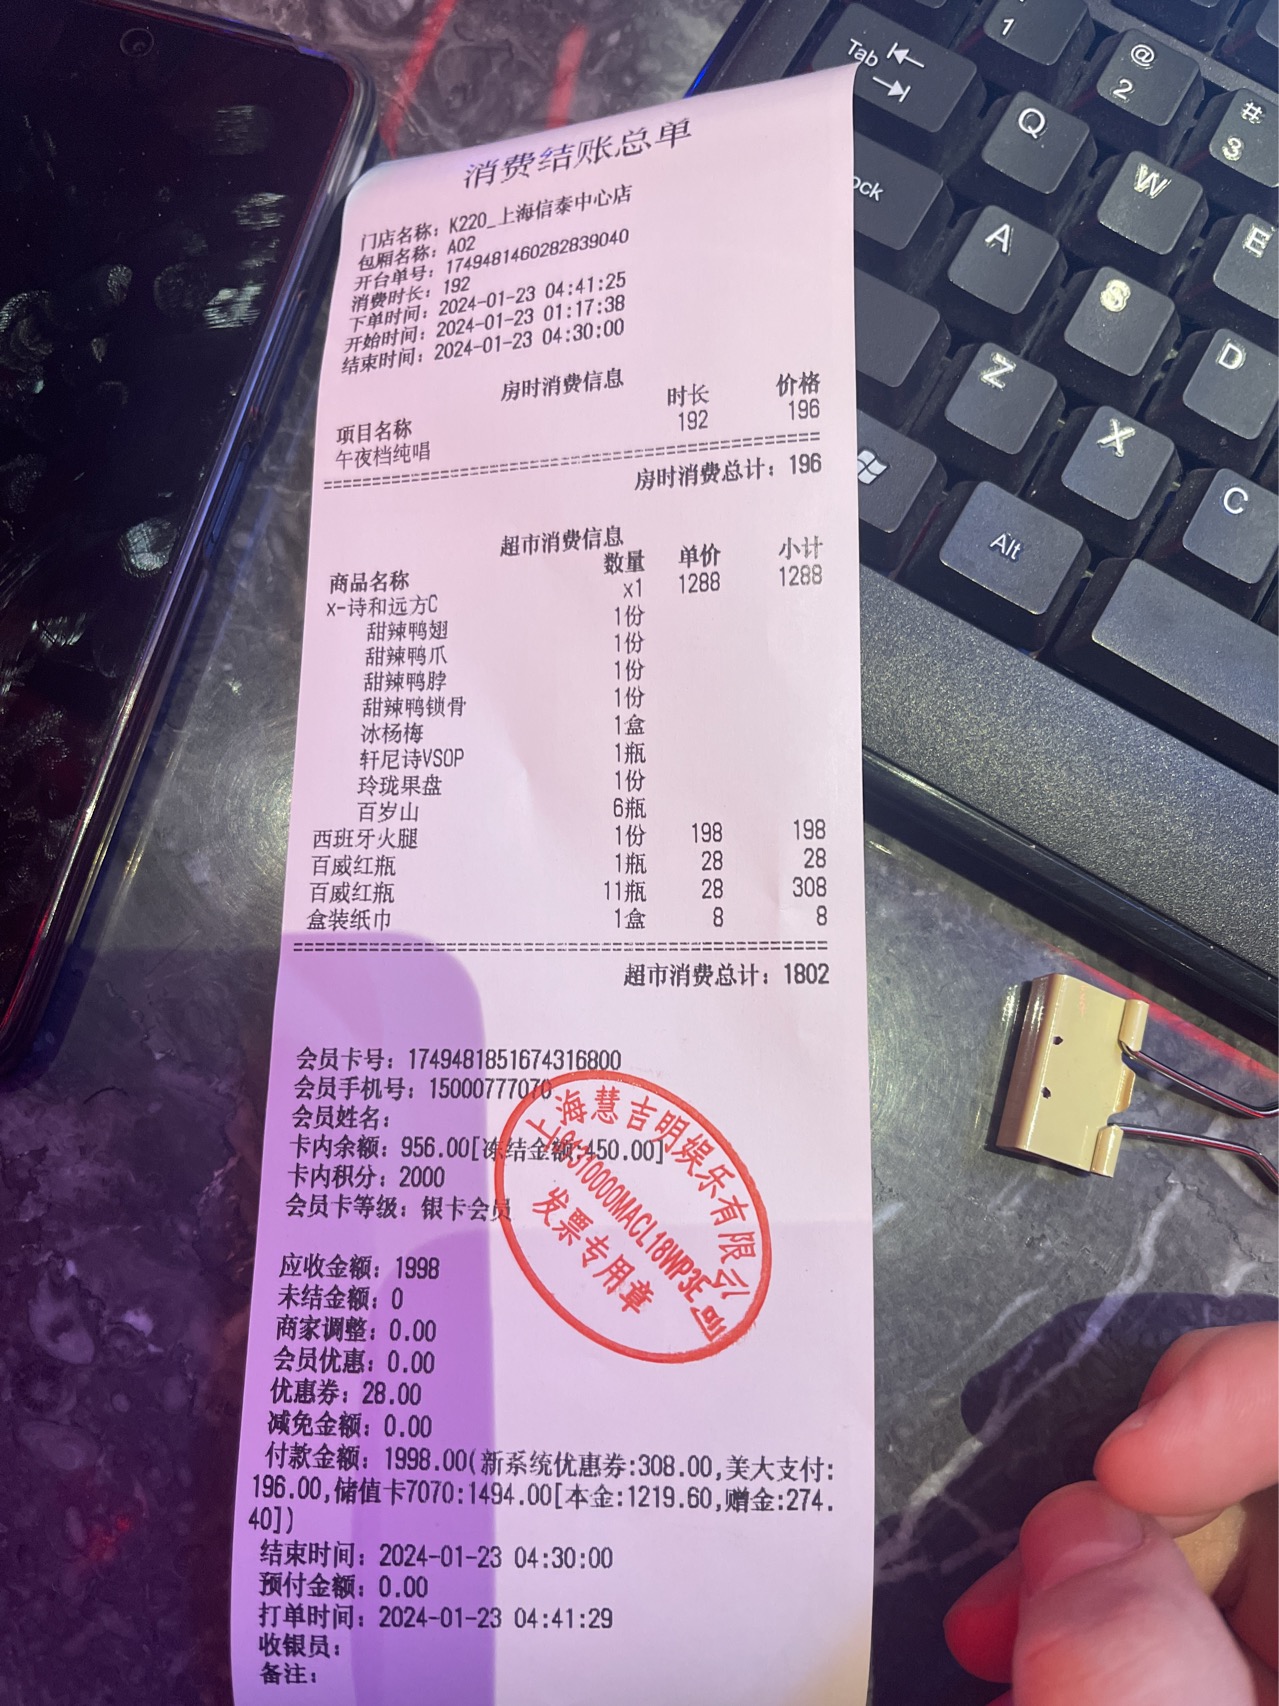 消费结账总单
门店名称: K220_上海信泰中心店
包厢名称: A02
开台单号: 1749481460282839040
消费时长: 192
下单时间: 2024-01-23 04:41:25
开始时间: 2024-01-23 01:17:38
结束时间: 2024-01-23 04:30:00
房时消费信息
项目名称 时长 价格
午夜档纯唱 192 196
房时消费总计: 196
超市消费信息
商品名称 数量 单价 小计
x-诗和远方C x1 1288 1288
甜辣鸭翅 1份
甜辣鸭爪 1份
甜辣鸭脖 1份
甜辣鸭锁骨 1份
冰杨梅 1盒
轩尼诗VSOP 1瓶
玲珑果盘 1份
百岁山 6瓶
西班牙火腿 1份 198 198
百威红瓶 1瓶 28 28
百威红瓶 11瓶 28 308
盒装纸巾 1盒 8 8
超市消费总计: 1802
会员卡号: 1749481851674316800
会员手机号: 15000777070
会员姓名:
卡内余额: 956.00[冻结金额:450.00]
卡内积分: 2000
会员卡等级: 银卡会员
上海慧吉明娱乐有限公司
91310000MACL18WP3E
发票专用章
应收金额: 1998
未结金额: 0
商家调整: 0.00
会员优惠: 0.00
优惠券: 28.00
减免金额: 0.00
付款金额: 1998.00(新系统优惠券:308.00,美大支付:
196.00,储值卡7070:1494.00[本金:1219.60,赠金:274.
40])
结束时间: 2024-01-23 04:30:00
预付金额: 0.00
打单时间: 2024-01-23 04:41:29
收银员:
备注:
Tab
1
@ 2
# 3
Q W E
ock
A S D
Z X C
Alt